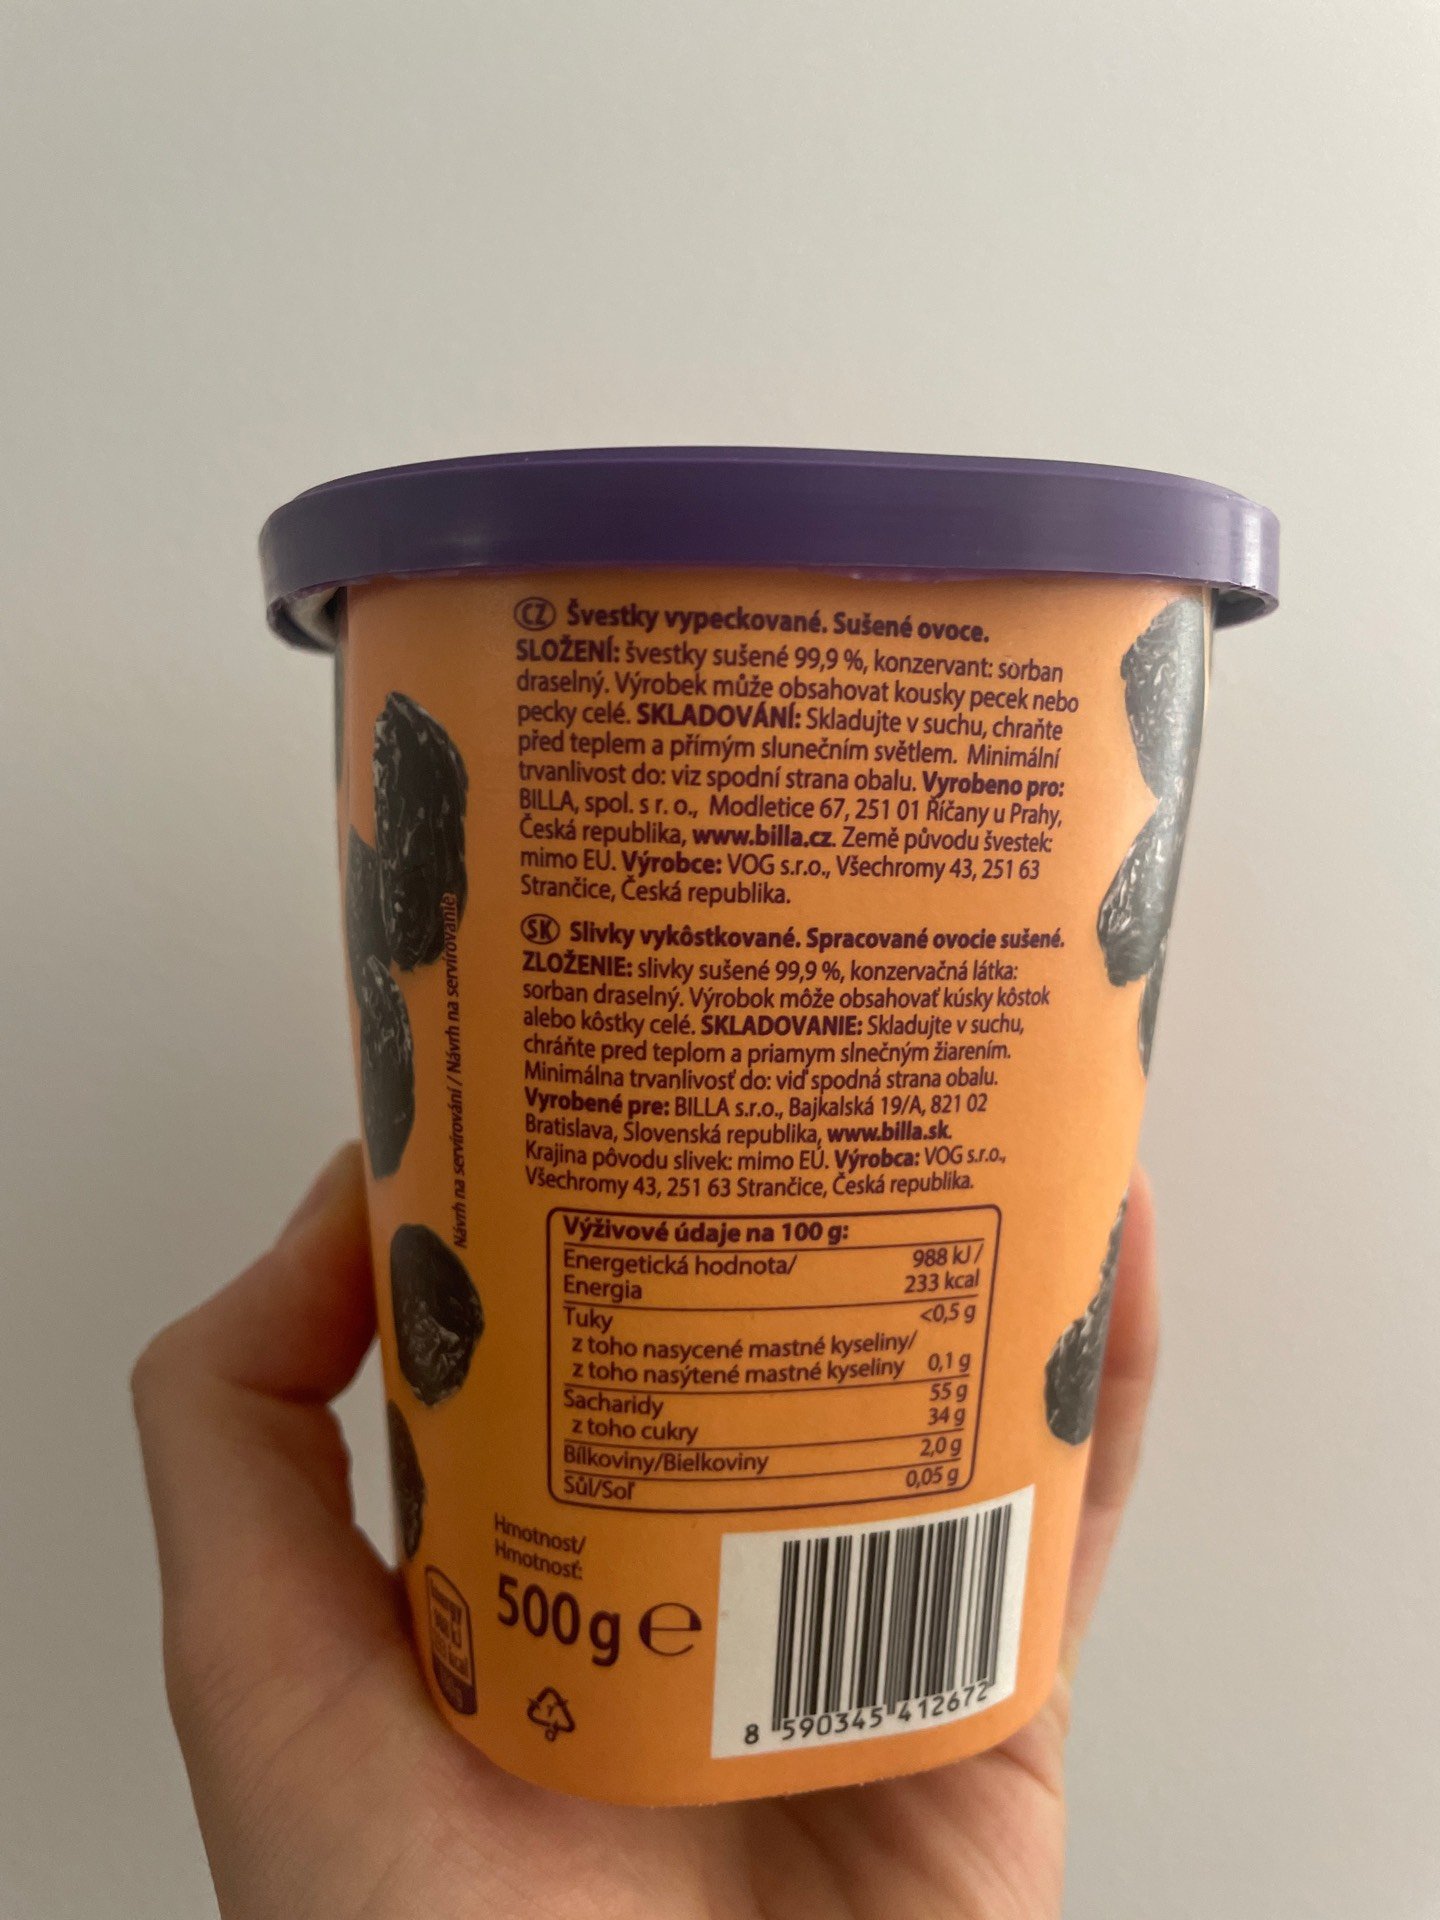 CZ Švestky vypeckované. Sušené ovoce.
SLOŽENÍ: švestky sušené 99,9 %, konzervant: sorban
draselný. Výrobek může obsahovat kousky pecek nebo
pecky celé. SKLADOVÁNÍ: Skladujte v suchu, chraňte
před teplem a přímým slunečním světlem. Minimální
trvanlivost do: viz spodní strana obalu. Vyrobeno pro:
BILLA, spol. s r. o., Modletice 67, 251 01 Říčany u Prahy,
Česká republika, www.billa.cz. Země původu švestek:
mimo EU. Výrobce: VOG s.r.o., Všechromy 43, 251 63
Strančice, Česká republika.
SK Slivky vykôstkované. Spracované ovocie sušené.
ZLOŽENIE: slivky sušené 99,9 %, konzervačná látka:
sorban draselný. Výrobok môže obsahovať kúsky kôstok
alebo kôstky celé. SKLADOVANIE: Skladujte v suchu,
chráňte pred teplom a priamym slnečným žiarením.
Minimálna trvanlivosť do: viď spodná strana obalu.
Vyrobené pre: BILLA s.r.o., Bajkalská 19/A, 821 02
Bratislava, Slovenská republika, www.billa.sk.
Krajina pôvodu slivek: mimo EÚ. Výrobca: VOG s.r.o.,
Všechromy 43, 251 63 Strančice, Česká republika.
Návrh na servírování / Návrh na servírovanie
Výživové údaje na 100 g:
Energetická hodnota/ 988 kJ /
Energia 233 kcal
Tuky <0,5 g
z toho nasycené mastné kyseliny/
z toho nasýtené mastné kyseliny 0,1 g
Sacharidy 55 g
z toho cukry 34 g
Bílkoviny/Bielkoviny 2,0 g
Sůl/Soľ 0,05 g
Hmotnost/
Hmotnosť:
500 g e
8 590345 412672